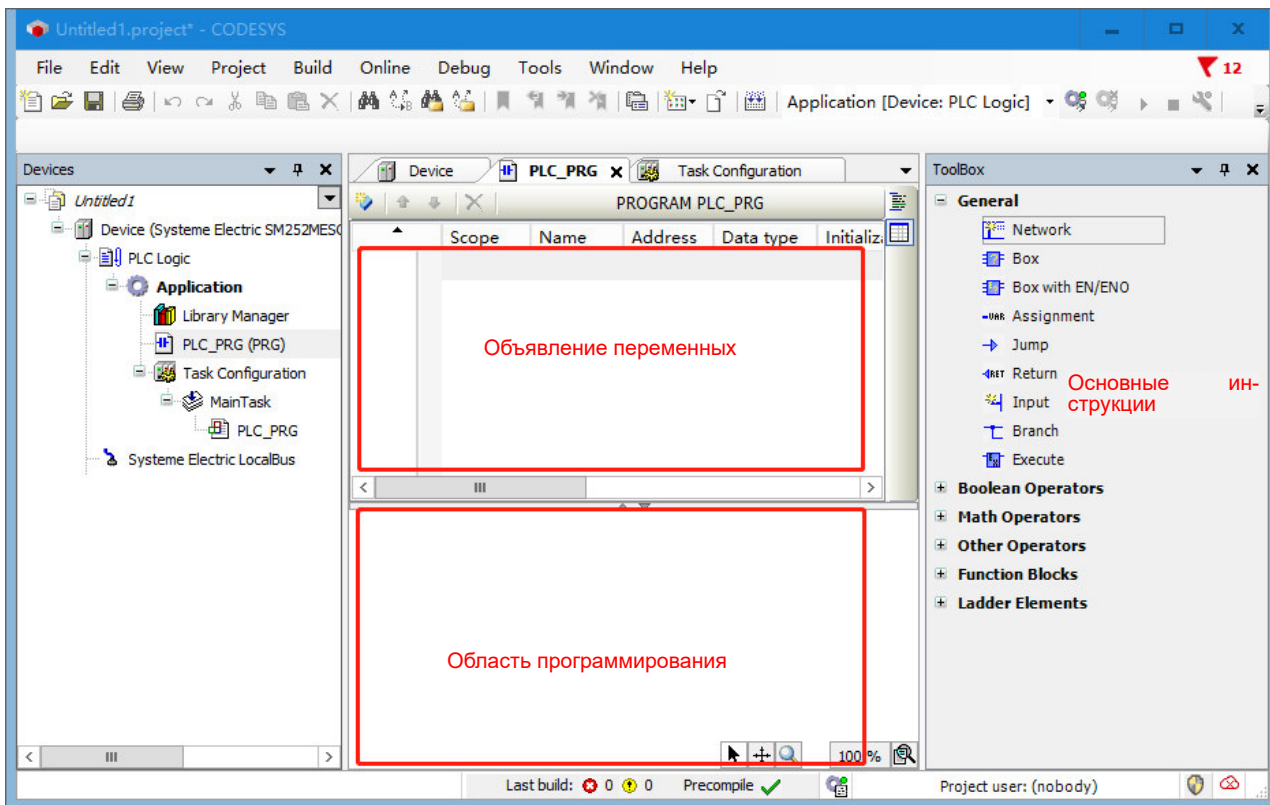 Untitled1.project* - CODESYS
File Edit View Project Build Online Debug Tools Window Help
12
Application [Device: PLC Logic]
Devices
Untitled1
Device (Systeme Electric SM252MESC
PLC Logic
Application
Library Manager
PLC_PRG (PRG)
Task Configuration
MainTask
PLC_PRG
Systeme Electric LocalBus
Device PLC_PRG Task Configuration
PROGRAM PLC_PRG
Scope Name Address Data type Initializ
Объявление переменных
Область программирования
100 %
ToolBox
General
Network
Box
Box with EN/ENO
VAR Assignment
Jump
RET Return
Input
Branch
Execute
Основные ин-
струкции
Boolean Operators
Math Operators
Other Operators
Function Blocks
Ladder Elements
Last build: 0 0 Precompile Project user: (nobody)